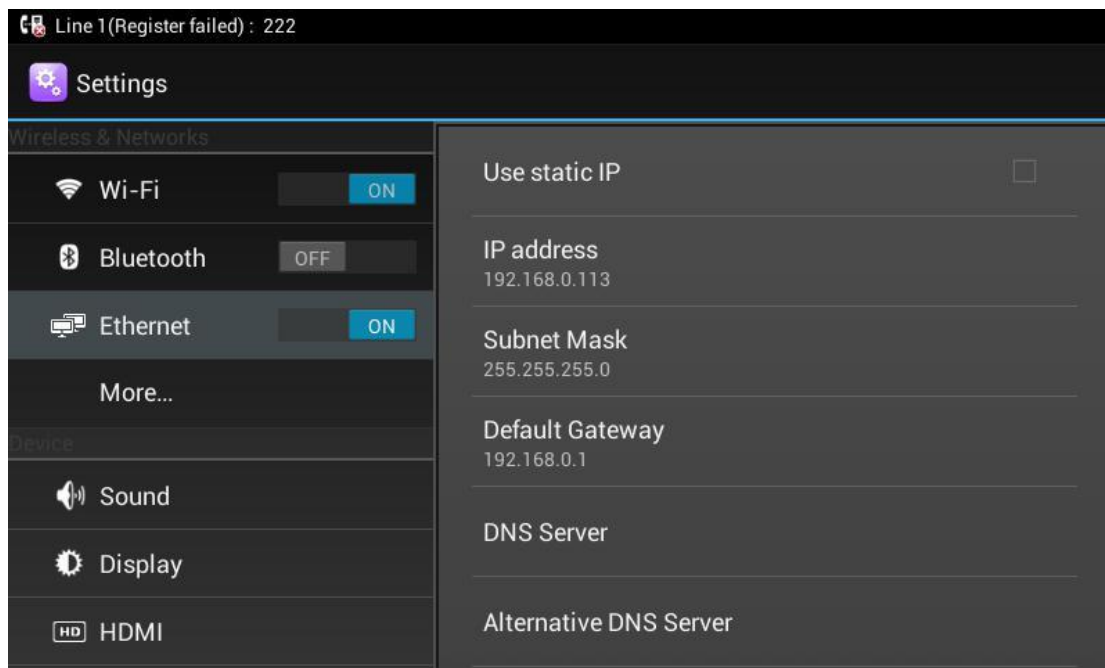 Line 1(Register failed) : 222
Settings
Wireless & Networks
Wi-Fi
ON
Bluetooth
OFF
Ethernet
ON
More...
Device
Sound
Display
HD
HDMI
Use static IP
IP address
192.168.0.113
Subnet Mask
255.255.255.0
Default Gateway
192.168.0.1
DNS Server
Alternative DNS Server